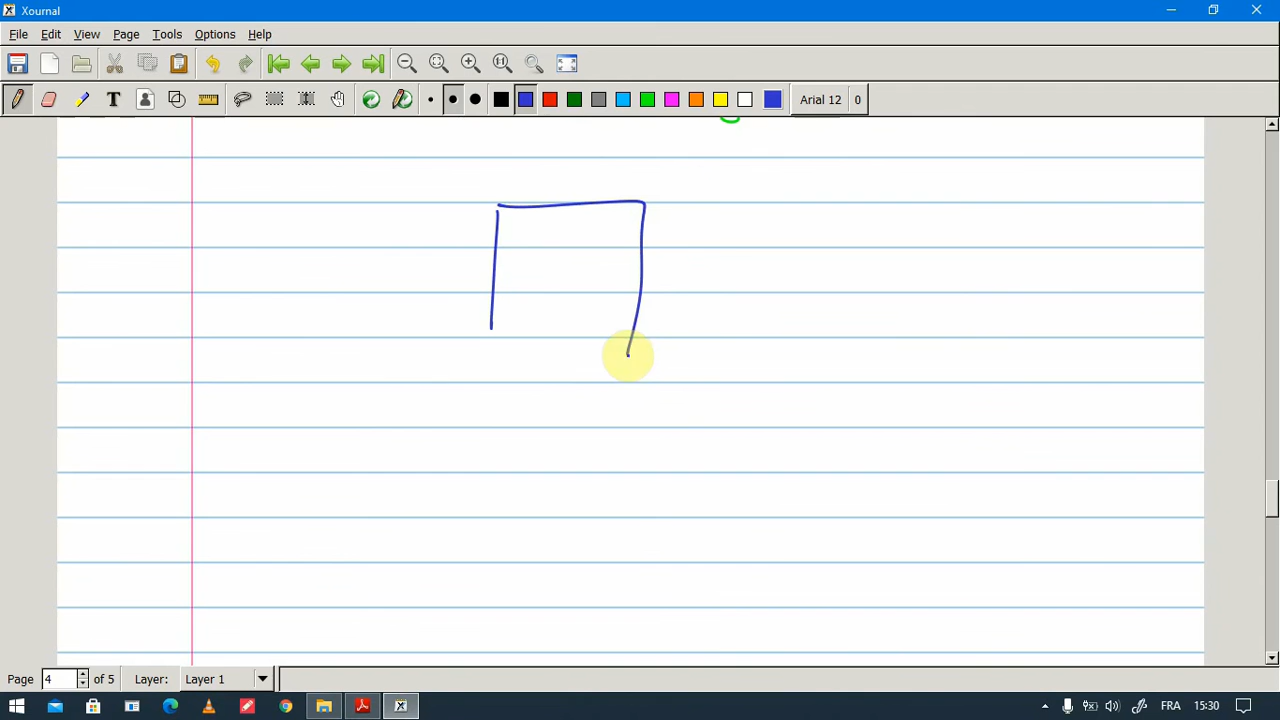 Xournal
File Edit View Page Tools Options Help
Arial 12 0
Page 4 of 5 Layer: Layer 1
FRA 15:30